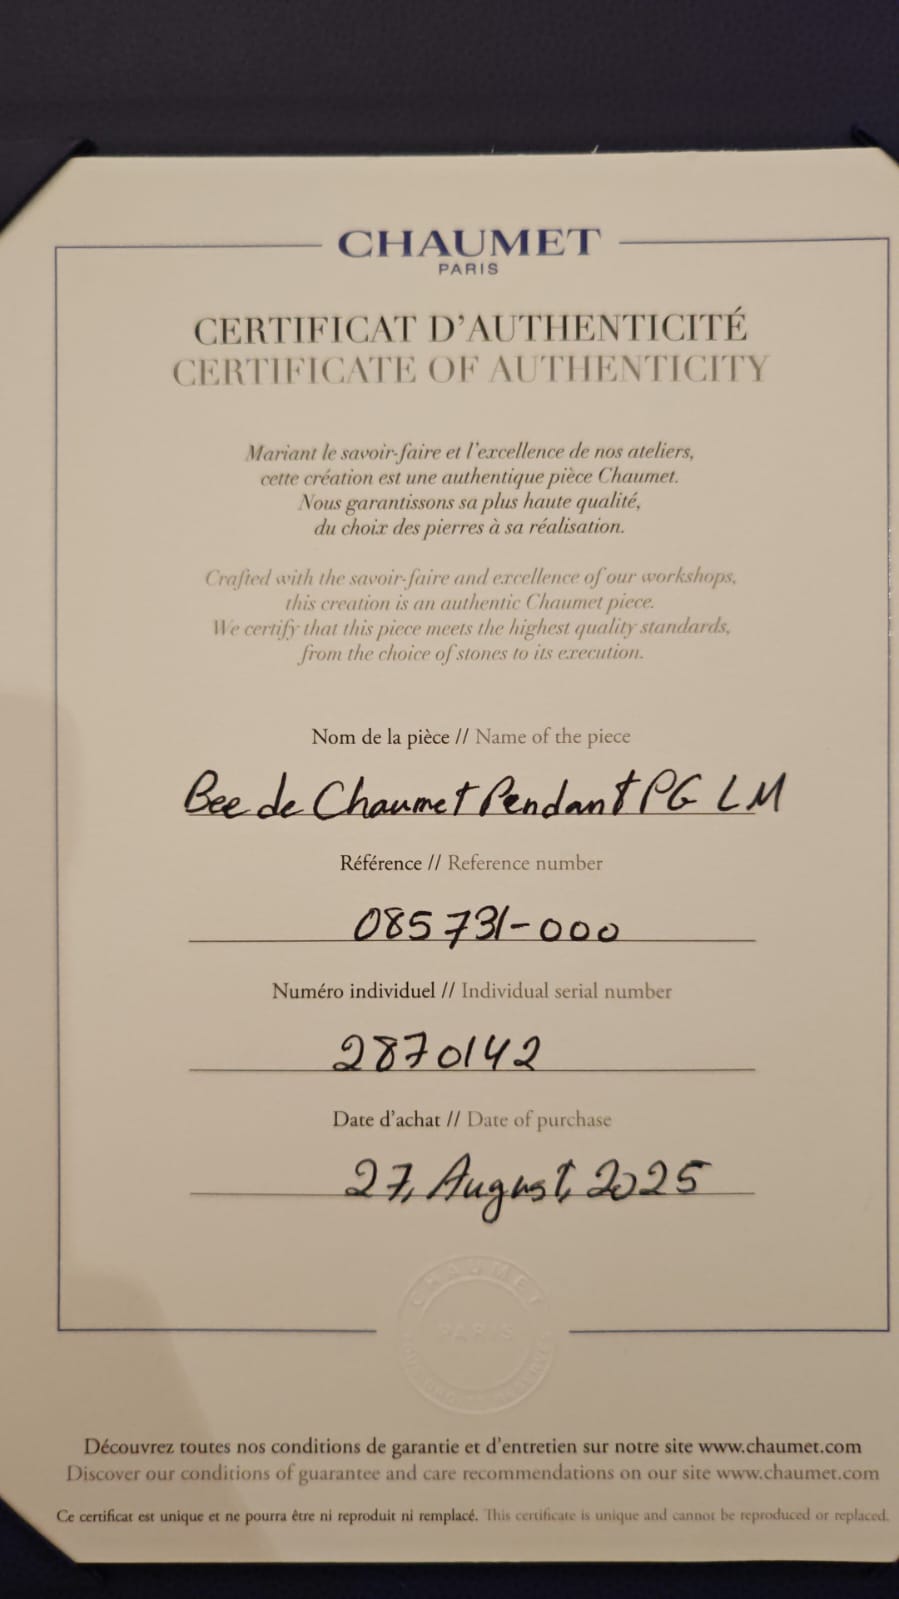 CHAUMET
PARIS
CERTIFICAT D'AUTHENTICITÉ
CERTIFICATE OF AUTHENTICITY
Mariant le savoir-faire et l'excellence de nos ateliers,
cette création est une authentique pièce Chaumet.
Nous garantissons sa plus haute qualité,
du choix des pierres à sa réalisation.
Crafted with the savoir-faire and excellence of our workshops,
this creation is an authentic Chaumet piece.
We certify that this piece meets the highest quality standards,
from the choice of stones to its execution.
Nom de la pièce // Name of the piece
Bee de Chaumet Pendant PG LM
Référence // Reference number
085731-000
Numéro individuel // Individual serial number
2870142
Date d'achat // Date of purchase
27, August, 2025
CHAUMET
PARIS
Découvrez toutes nos conditions de garantie et d'entretien sur notre site www.chaumet.com
Discover our conditions of guarantee and care recommendations on our site www.chaumet.com
Ce certificat est unique et ne pourra être ni reproduit ni remplacé. This certificate is unique and cannot be reproduced or replaced.